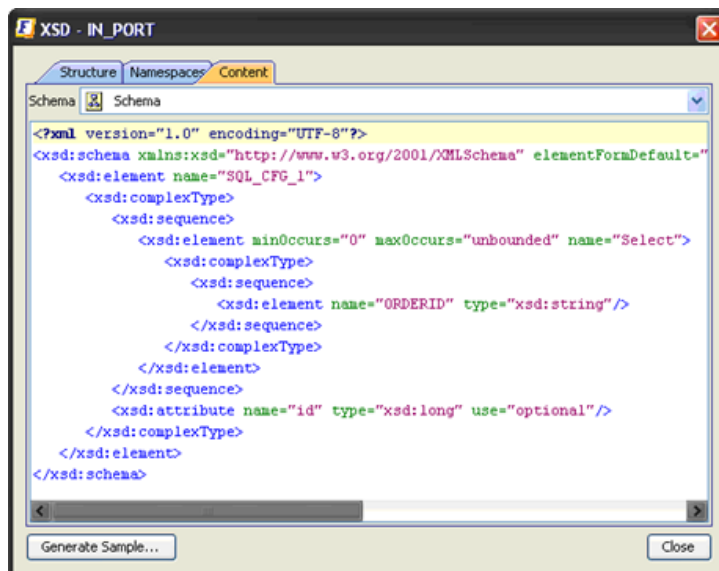 XSD - IN_PORT
Structure Namespaces Content
Schema Schema
<?xml version="1.0" encoding="UTF-8"?>
<xsd:schema xmlns:xsd="http://www.w3.org/2001/XMLSchema" elementFormDefault="
<xsd:element name="SQL_CFG_1">
<xsd:complexType>
<xsd:sequence>
<xsd:element minOccurs="0" maxOccurs="unbounded" name="Select">
<xsd:complexType>
<xsd:sequence>
<xsd:element name="ORDERID" type="xsd:string"/>
</xsd:sequence>
</xsd:complexType>
</xsd:element>
</xsd:sequence>
<xsd:attribute name="id" type="xsd:long" use="optional"/>
</xsd:complexType>
</xsd:element>
</xsd:schema>
Generate Sample... Close